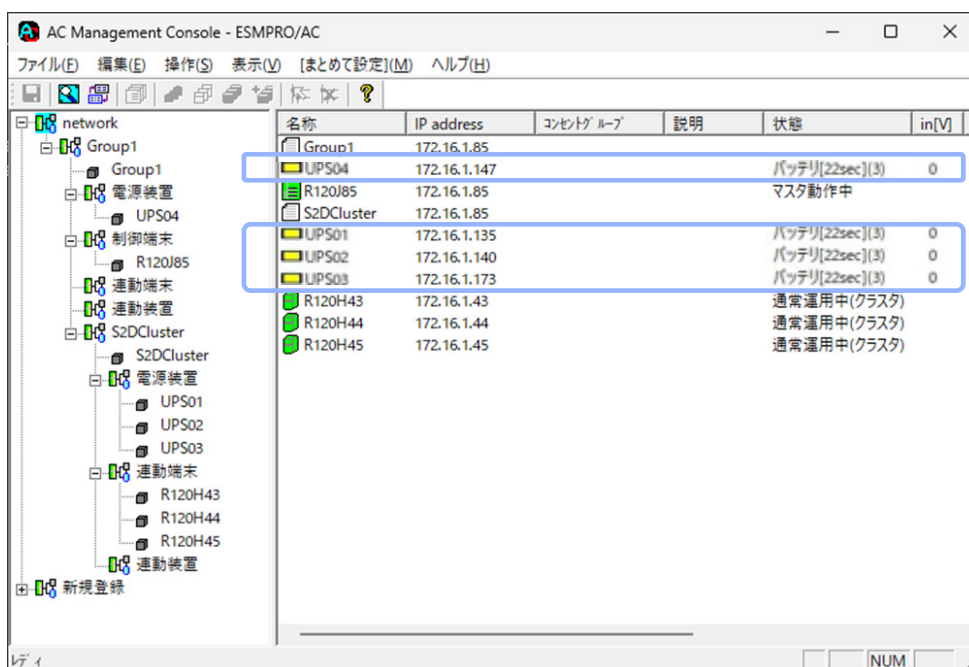 AC Management Console - ESMPRO/AC
ファイル(F) 編集(E) 操作(S) 表示(V) [まとめて設定](M) ヘルプ(H)
network
Group1
Group1
電源装置
UPS04
制御端末
R120J85
連動端末
連動装置
S2DCluster
S2DCluster
電源装置
UPS01
UPS02
UPS03
連動端末
R120H43
R120H44
R120H45
連動装置
新規登録
名称 IP address コンセントグループ 説明 状態 in[V]
Group1 172.16.1.85
UPS04 172.16.1.147 バッテリ[22sec](3) 0
R120J85 172.16.1.85 マスタ動作中
S2DCluster 172.16.1.85
UPS01 172.16.1.135 バッテリ[22sec](3) 0
UPS02 172.16.1.140 バッテリ[22sec](3) 0
UPS03 172.16.1.173 バッテリ[22sec](3) 0
R120H43 172.16.1.43 通常運用中(クラスタ)
R120H44 172.16.1.44 通常運用中(クラスタ)
R120H45 172.16.1.45 通常運用中(クラスタ)
レディ NUM